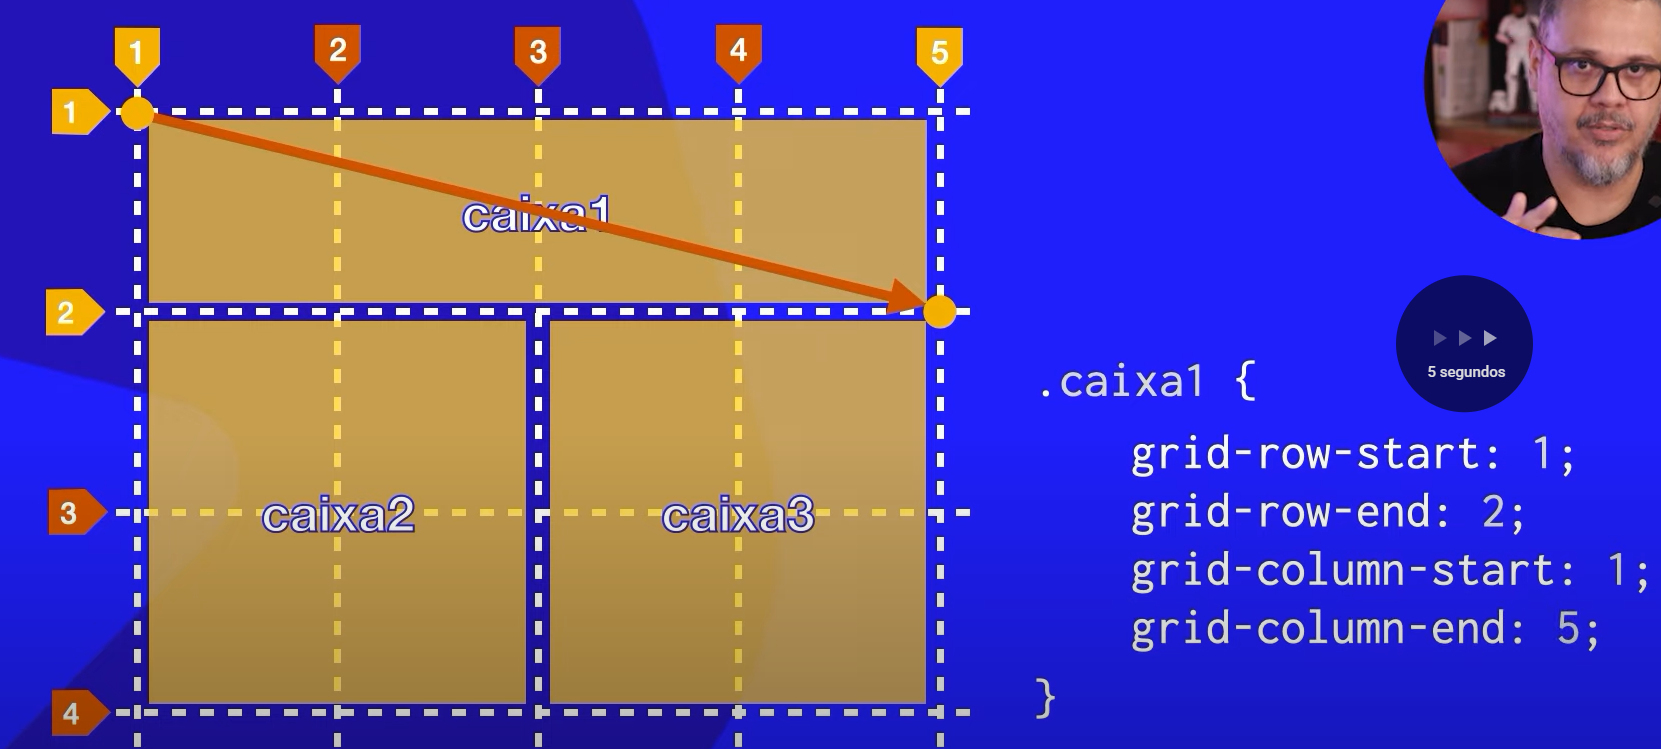 1 2 3 4 5
1
caixa1
2
5 segundos
.caixa1 {
grid-row-start: 1;
3
caixa2 caixa3
grid-row-end: 2;
grid-column-start: 1;
grid-column-end: 5;
4
}